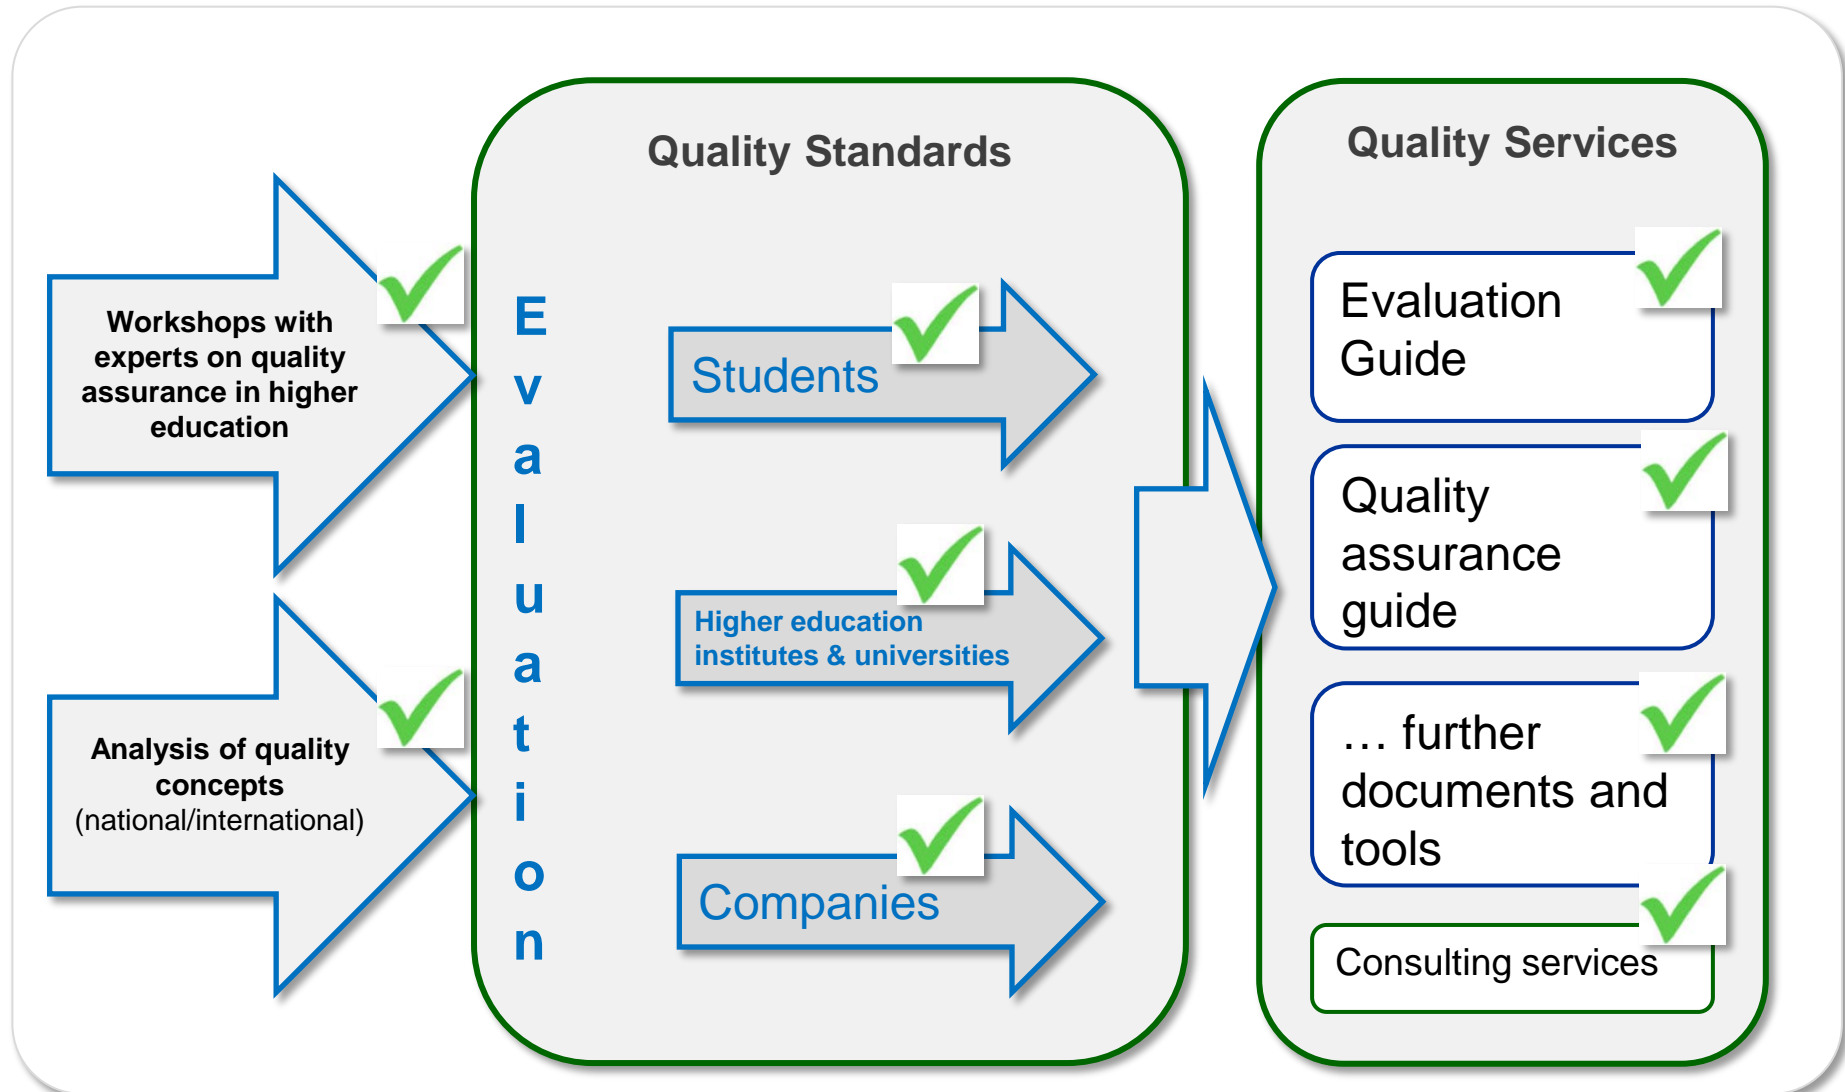 Workshops with
experts on quality
assurance in higher
education
Analysis of quality
concepts
(national/international)
Quality Standards
E
v
a
l
u
a
t
i
o
n
Students
Higher education
institutes & universities
Companies
Quality Services
Evaluation
Guide
Quality
assurance
guide
… further
documents and
tools
Consulting services